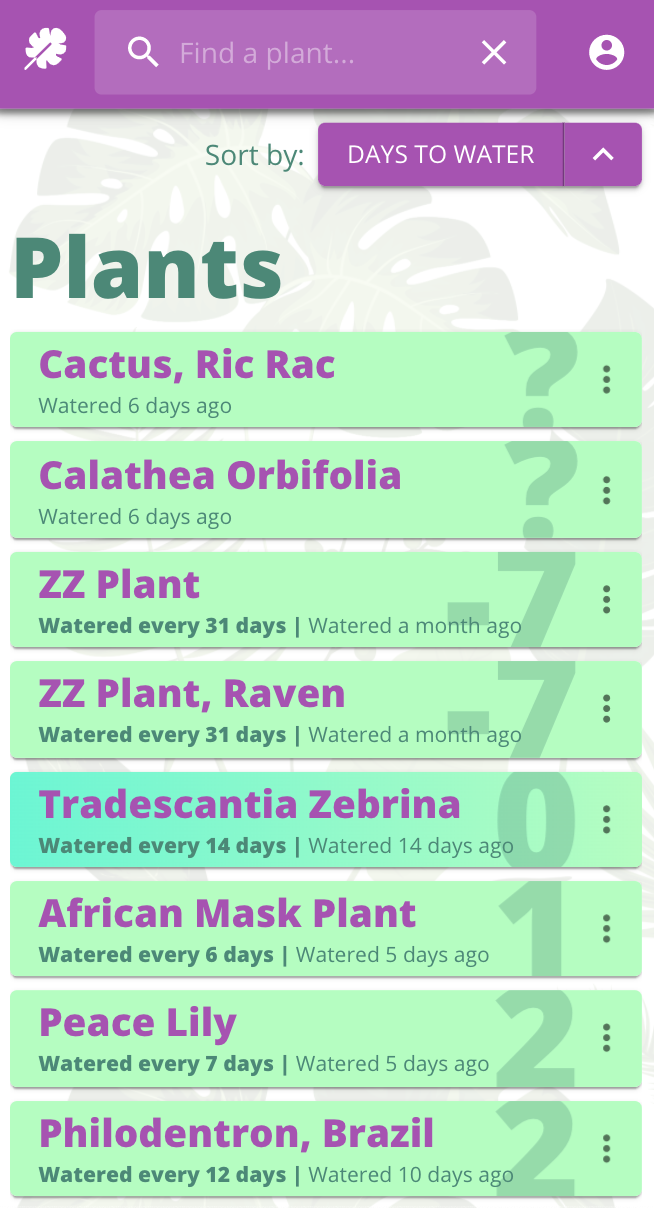 Find a plant...
Sort by: DAYS TO WATER
Plants
Cactus, Ric Rac
?
Watered 6 days ago
Calathea Orbifolia
?
Watered 6 days ago
ZZ Plant
-7
Watered every 31 days | Watered a month ago
ZZ Plant, Raven
-7
Watered every 31 days | Watered a month ago
Tradescantia Zebrina
0
Watered every 14 days | Watered 14 days ago
African Mask Plant
1
Watered every 6 days | Watered 5 days ago
Peace Lily
2
Watered every 7 days | Watered 5 days ago
Philodentron, Brazil
2
Watered every 12 days | Watered 10 days ago